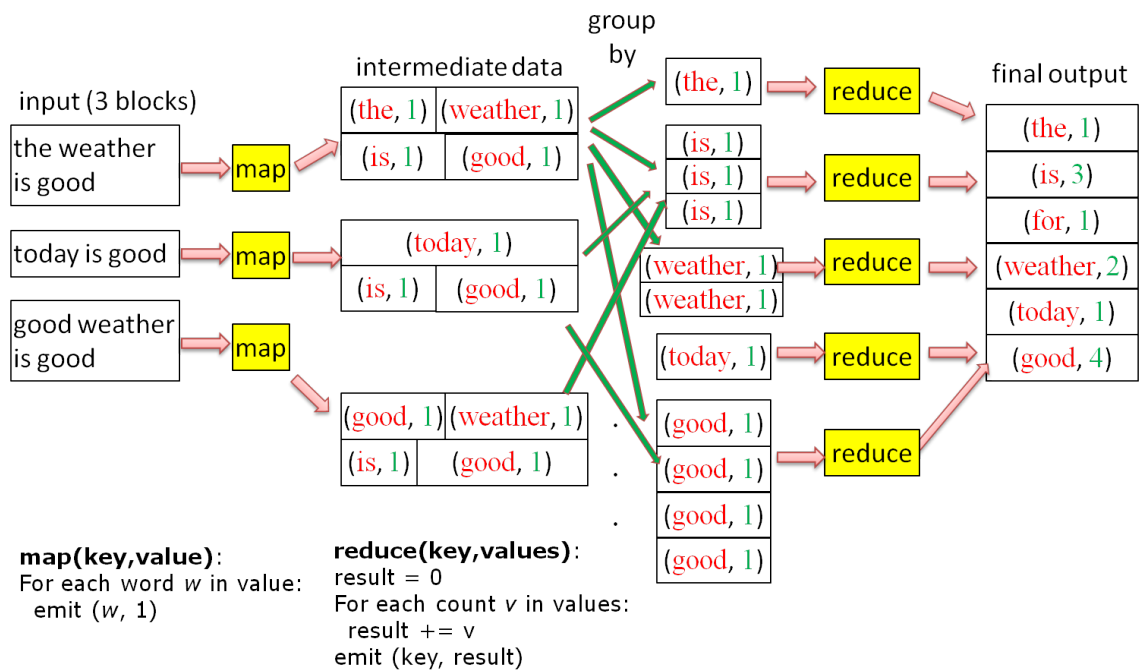 group
by
intermediate data
final output
input (3 blocks)
the weather
is good
map
(the, 1) (weather, 1)
(is, 1) (good, 1)
(the, 1)
reduce
(is, 1)
(is, 1)
(is, 1)
reduce
today is good
map
(today, 1)
(is, 1) (good, 1)
(weather, 1)
(weather, 1)
reduce
good weather
is good
map
(good, 1) (weather, 1)
(is, 1) (good, 1)
(today, 1)
reduce
.
.
.
(good, 1)
(good, 1)
(good, 1)
(good, 1)
reduce
(the, 1)
(is, 3)
(for, 1)
(weather, 2)
(today, 1)
(good, 4)
map(key,value):
For each word w in value:
emit (w, 1)
reduce(key,values):
result = 0
For each count v in values:
result += v
emit (key, result)